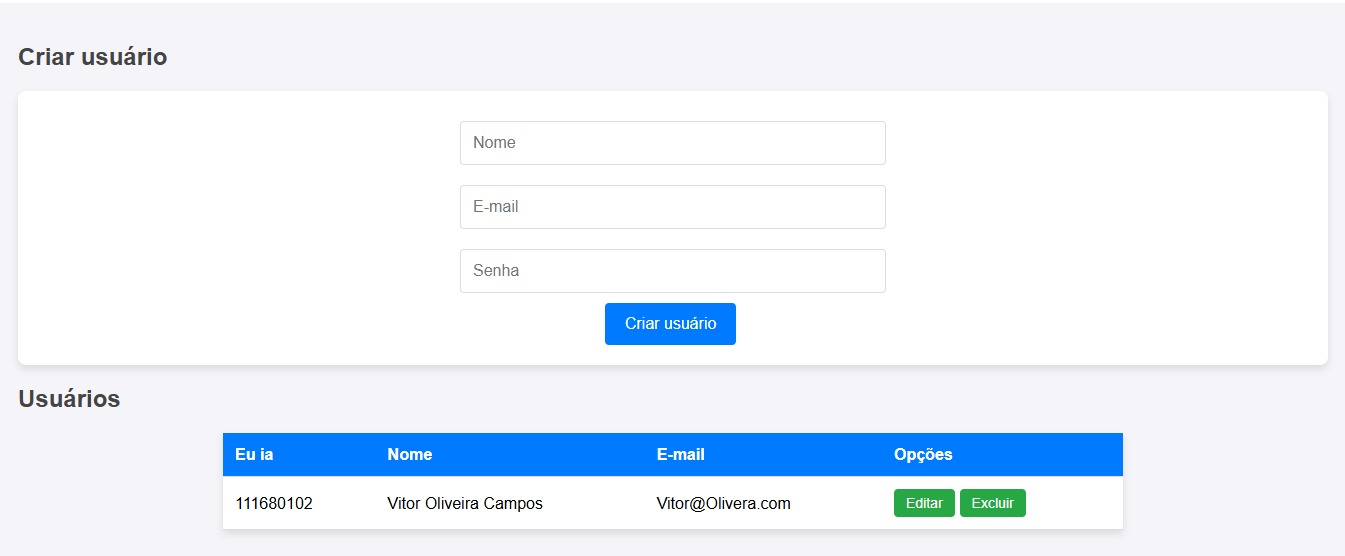 Criar usuário
Nome
E-mail
Senha
Criar usuário
Usuários
Eu ia Nome E-mail Opções
111680102 Vitor Oliveira Campos Vitor@Olivera.com Editar Excluir